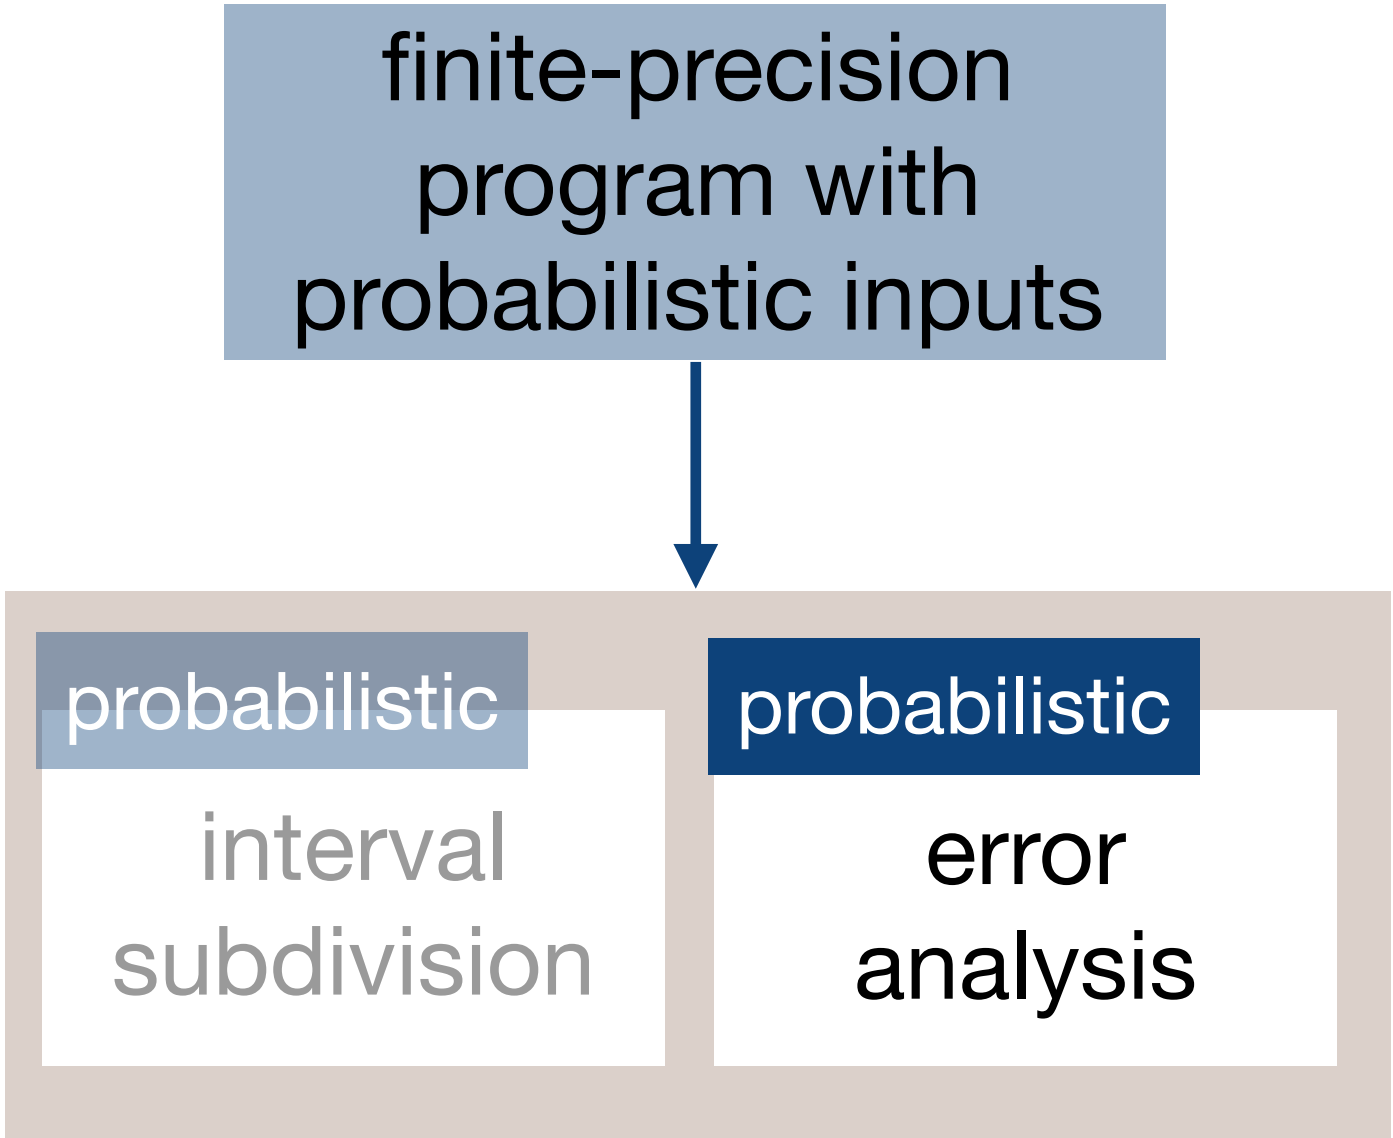 finite-precision
program with
probabilistic inputs
probabilistic
interval
subdivision
probabilistic
error
analysis